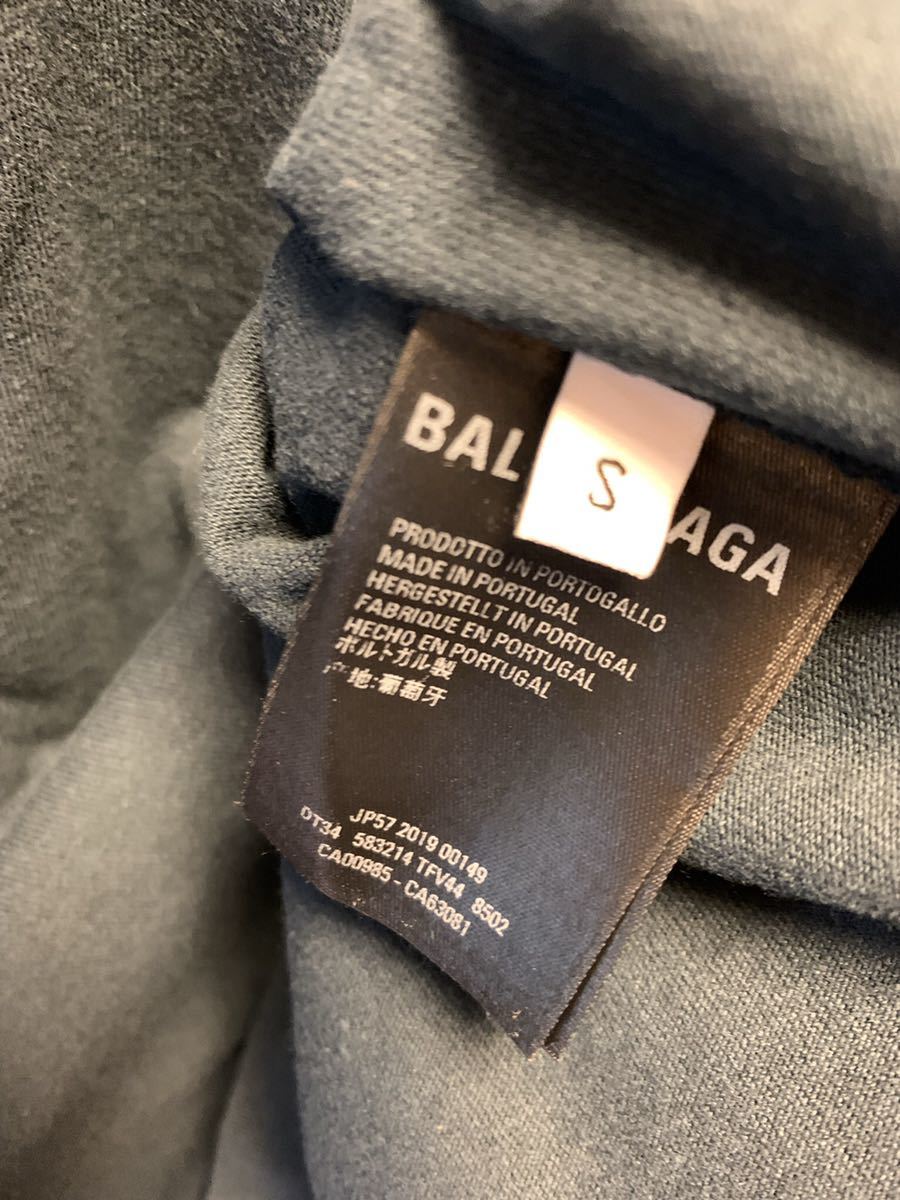 BAL AGA
S
PRODOTTO IN PORTOGALLO
MADE IN PORTUGAL
HERGESTELLT IN PORTUGAL
FABRIQUE EN PORTUGAL
HECHO EN PORTUGAL
ポルトガル製
产地:葡萄牙
JP57 2019 00149
DT34 583214 TFV44 8502
CA00985 - CA63081